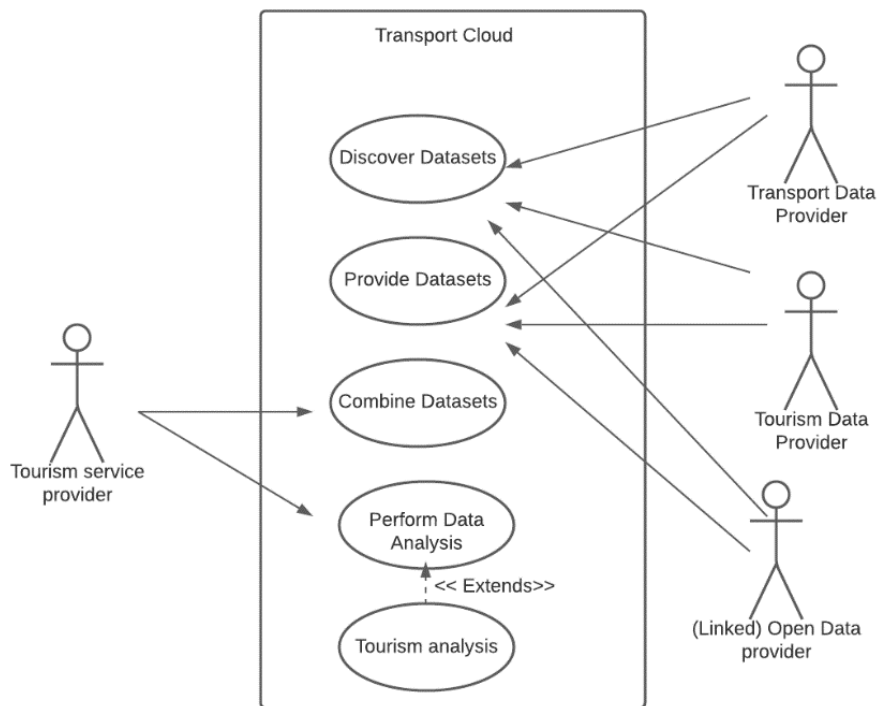 Transport Cloud
Discover Datasets
Provide Datasets
Combine Datasets
Perform Data
Analysis
<< Extends>>
Tourism analysis
Tourism service
provider
Transport Data
Provider
Tourism Data
Provider
(Linked) Open Data
provider